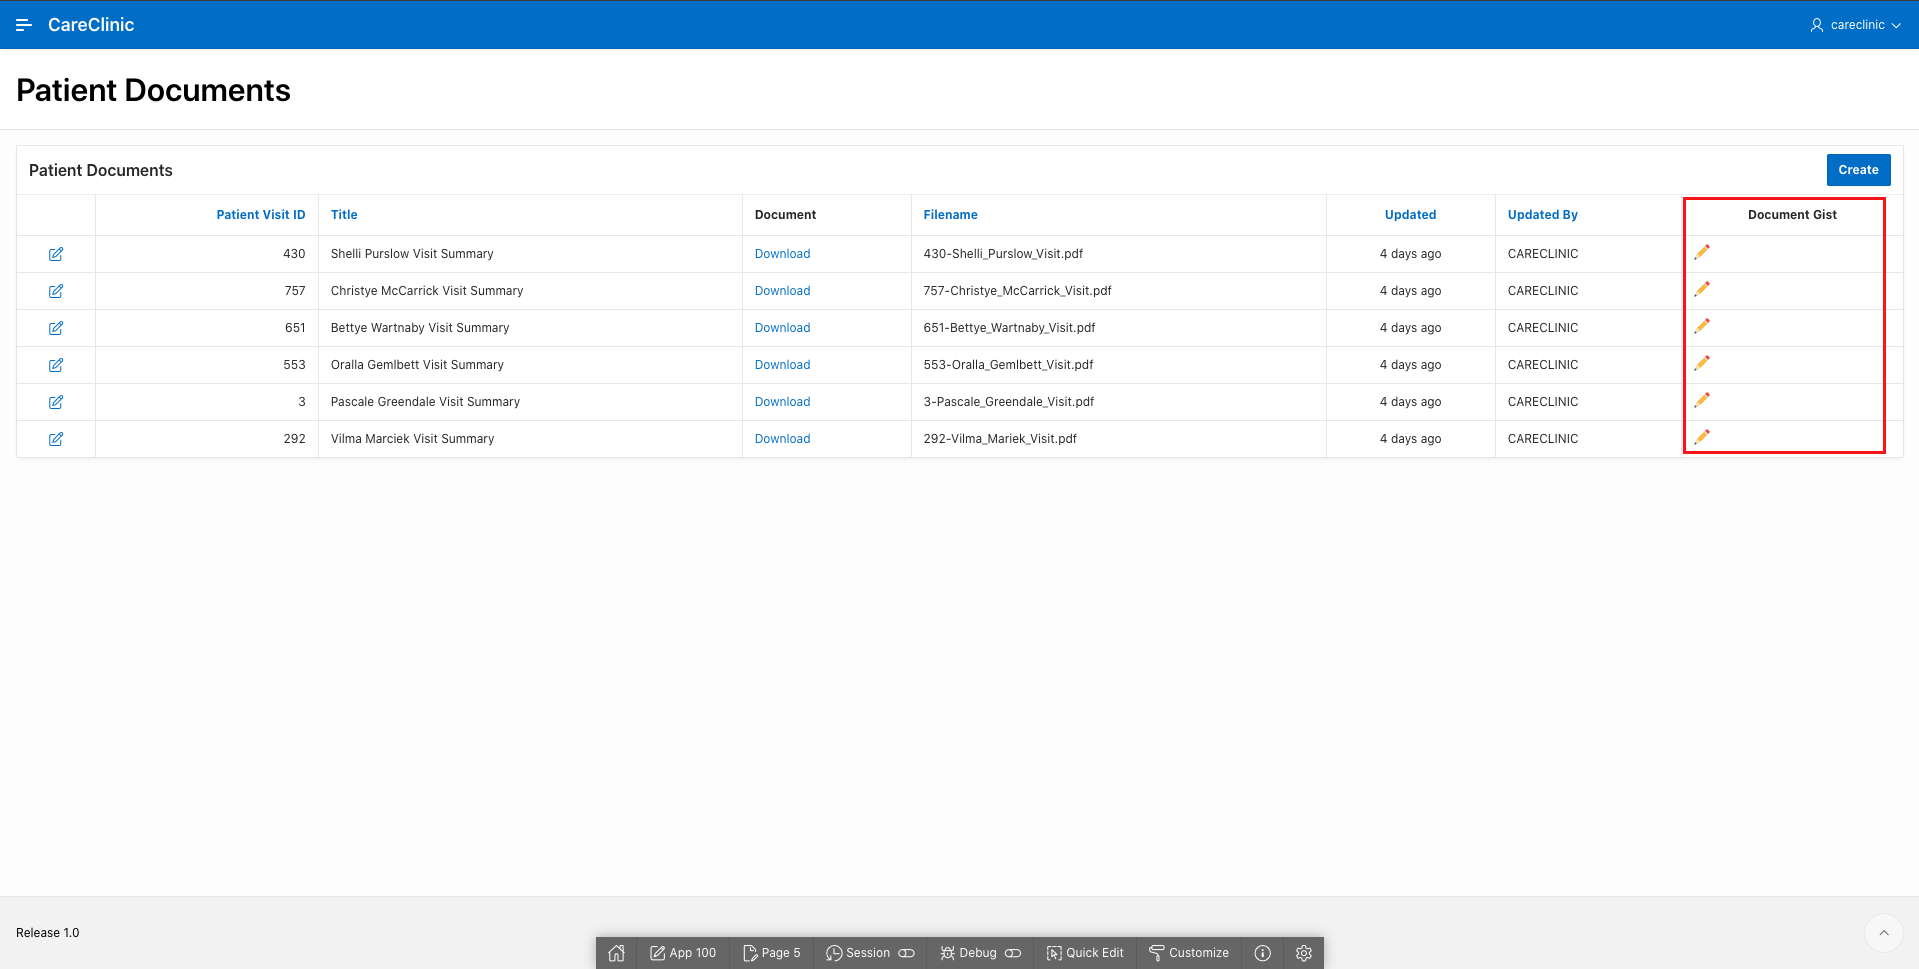 CareClinic careclinic
Patient Documents
Patient Documents Create
Patient Visit ID Title Document Filename Updated Updated By Document Gist
430 Shelli Purslow Visit Summary Download 430-Shelli_Purslow_Visit.pdf 4 days ago CARECLINIC
757 Christye McCarrick Visit Summary Download 757-Christye_McCarrick_Visit.pdf 4 days ago CARECLINIC
651 Bettye Wartnaby Visit Summary Download 651-Bettye_Wartnaby_Visit.pdf 4 days ago CARECLINIC
553 Oralla Gemlbett Visit Summary Download 553-Oralla_Gemlbett_Visit.pdf 4 days ago CARECLINIC
3 Pascale Greendale Visit Summary Download 3-Pascale_Greendale_Visit.pdf 4 days ago CARECLINIC
292 Vilma Marciek Visit Summary Download 292-Vilma_Mariek_Visit.pdf 4 days ago CARECLINIC
Release 1.0
App 100 Page 5 Session Debug Quick Edit Customize